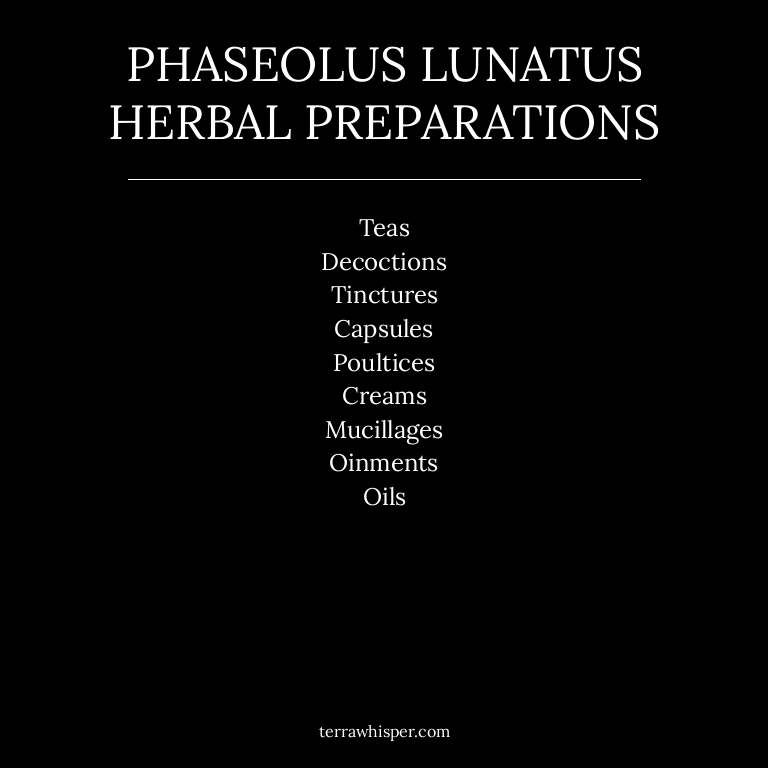 PHASEOLUS LUNATUS
HERBAL PREPARATIONS
Teas
Decoctions
Tinctures
Capsules
Poultices
Creams
Mucillages
Oinments
Oils
terrawhisper.com